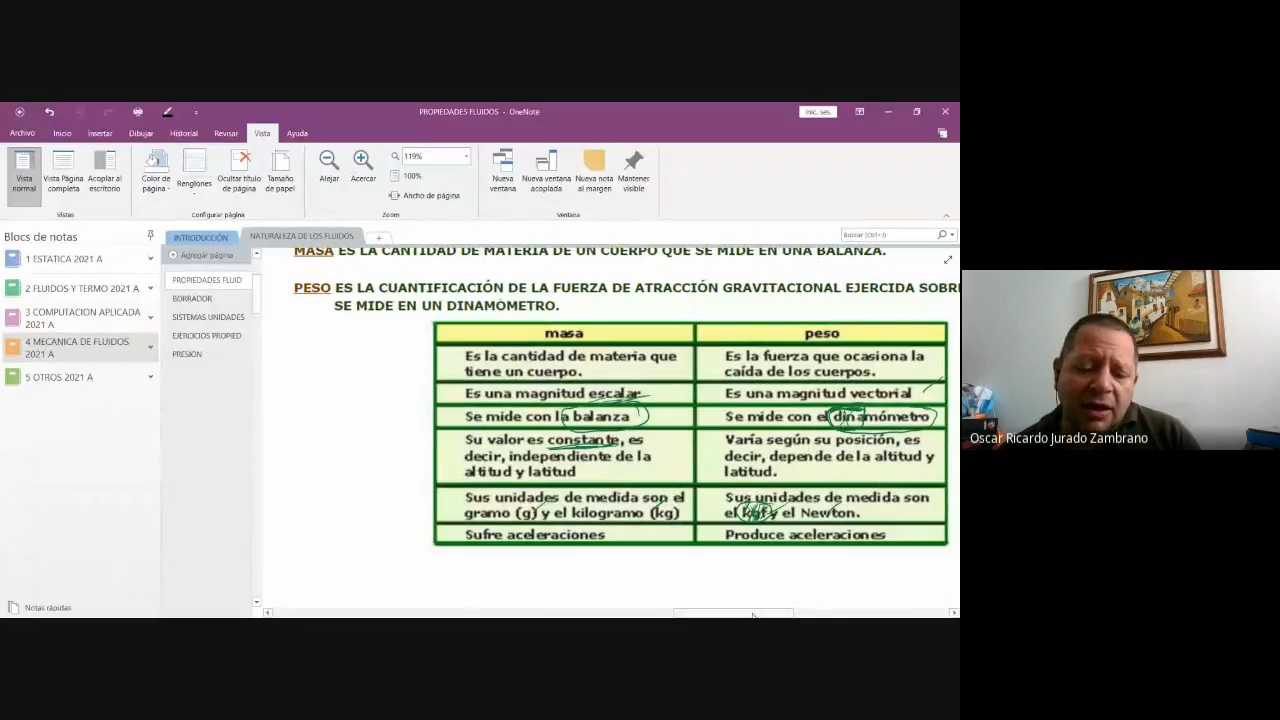 PROPIEDADES FLUIDOS - OneNote
Inic. ses.
Archivo Inicio Insertar Dibujar Historial Revisar Vista Ayuda
Vista normal
Vista Página completa
Acoplar al escritorio
Vistas
Color de página
Renglones
Ocultar título de página
Tamaño de papel
Configurar página
Alejar
Acercar
119%
100%
Ancho de página
Zoom
Nueva ventana
Nueva ventana acoplada
Nueva nota al margen
Mantener visible
Ventana
Blocs de notas
INTRODUCCIÓN
NATURALEZA DE LOS FLUIDOS
Buscar (Ctrl+E)
1 ESTATICA 2021 A
2 FLUIDOS Y TERMO 2021 A
3 COMPUTACION APLICADA
2021 A
4 MECANICA DE FLUIDOS
2021 A
5 OTROS 2021 A
Notas rápidas
Agregar página
PROPIEDADES FLUID
BORRADOR
SISTEMAS UNIDADES
EJERCICIOS PROPIED
PRESION
MASA ES LA CANTIDAD DE MATERIA DE UN CUERPO QUE SE MIDE EN UNA BALANZA.
PESO ES LA CUANTIFICACIÓN DE LA FUERZA DE ATRACCIÓN GRAVITACIONAL EJERCIDA SOBRE
SE MIDE EN UN DINAMÓMETRO.
masa
peso
Es la cantidad de materia que
tiene un cuerpo.
Es la fuerza que ocasiona la
caída de los cuerpos.
Es una magnitud escalar
Es una magnitud vectorial
Se mide con la balanza
Se mide con el dinamómetro
Su valor es constante, es
decir, independiente de la
altitud y latitud
Varía según su posición, es
decir, depende de la altitud y
latitud.
Sus unidades de medida son el
gramo (g) y el kilogramo (kg)
Sus unidades de medida son
el kgf y el Newton.
Sufre aceleraciones
Produce aceleraciones
Oscar Ricardo Jurado Zambrano